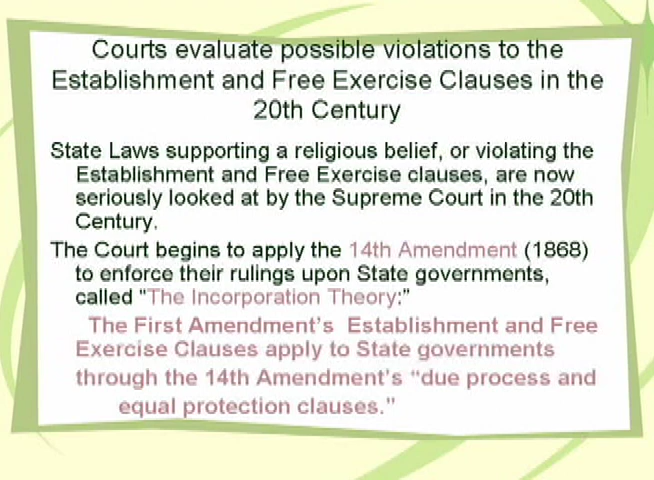 Courts evaluate possible violations to the
Establishment and Free Exercise Clauses in the
20th Century
State Laws supporting a religious belief, or violating the
Establishment and Free Exercise clauses, are now
seriously looked at by the Supreme Court in the 20th
Century.
The Court begins to apply the 14th Amendment (1868)
to enforce their rulings upon State governments,
called “The Incorporation Theory:”
The First Amendment’s Establishment and Free
Exercise Clauses apply to State governments
through the 14th Amendment’s “due process and
equal protection clauses.”